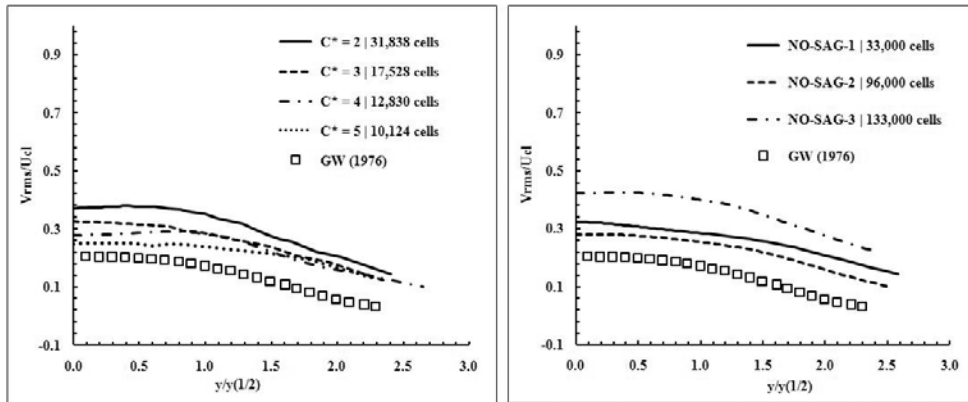 0.9
0.7
0.5
0.3
0.1
-0.1
Vrms/Ucl
C* = 2 | 31,838 cells
C* = 3 | 17,528 cells
C* = 4 | 12,830 cells
C* = 5 | 10,124 cells
GW (1976)
0.0 0.5 1.0 1.5 2.0 2.5 3.0
y/y(1/2)
0.9
0.7
0.5
0.3
0.1
-0.1
Vrms/Ucl
NO-SAG-1 | 33,000 cells
NO-SAG-2 | 96,000 cells
NO-SAG-3 | 133,000 cells
GW (1976)
0.0 0.5 1.0 1.5 2.0 2.5 3.0
y/y(1/2)